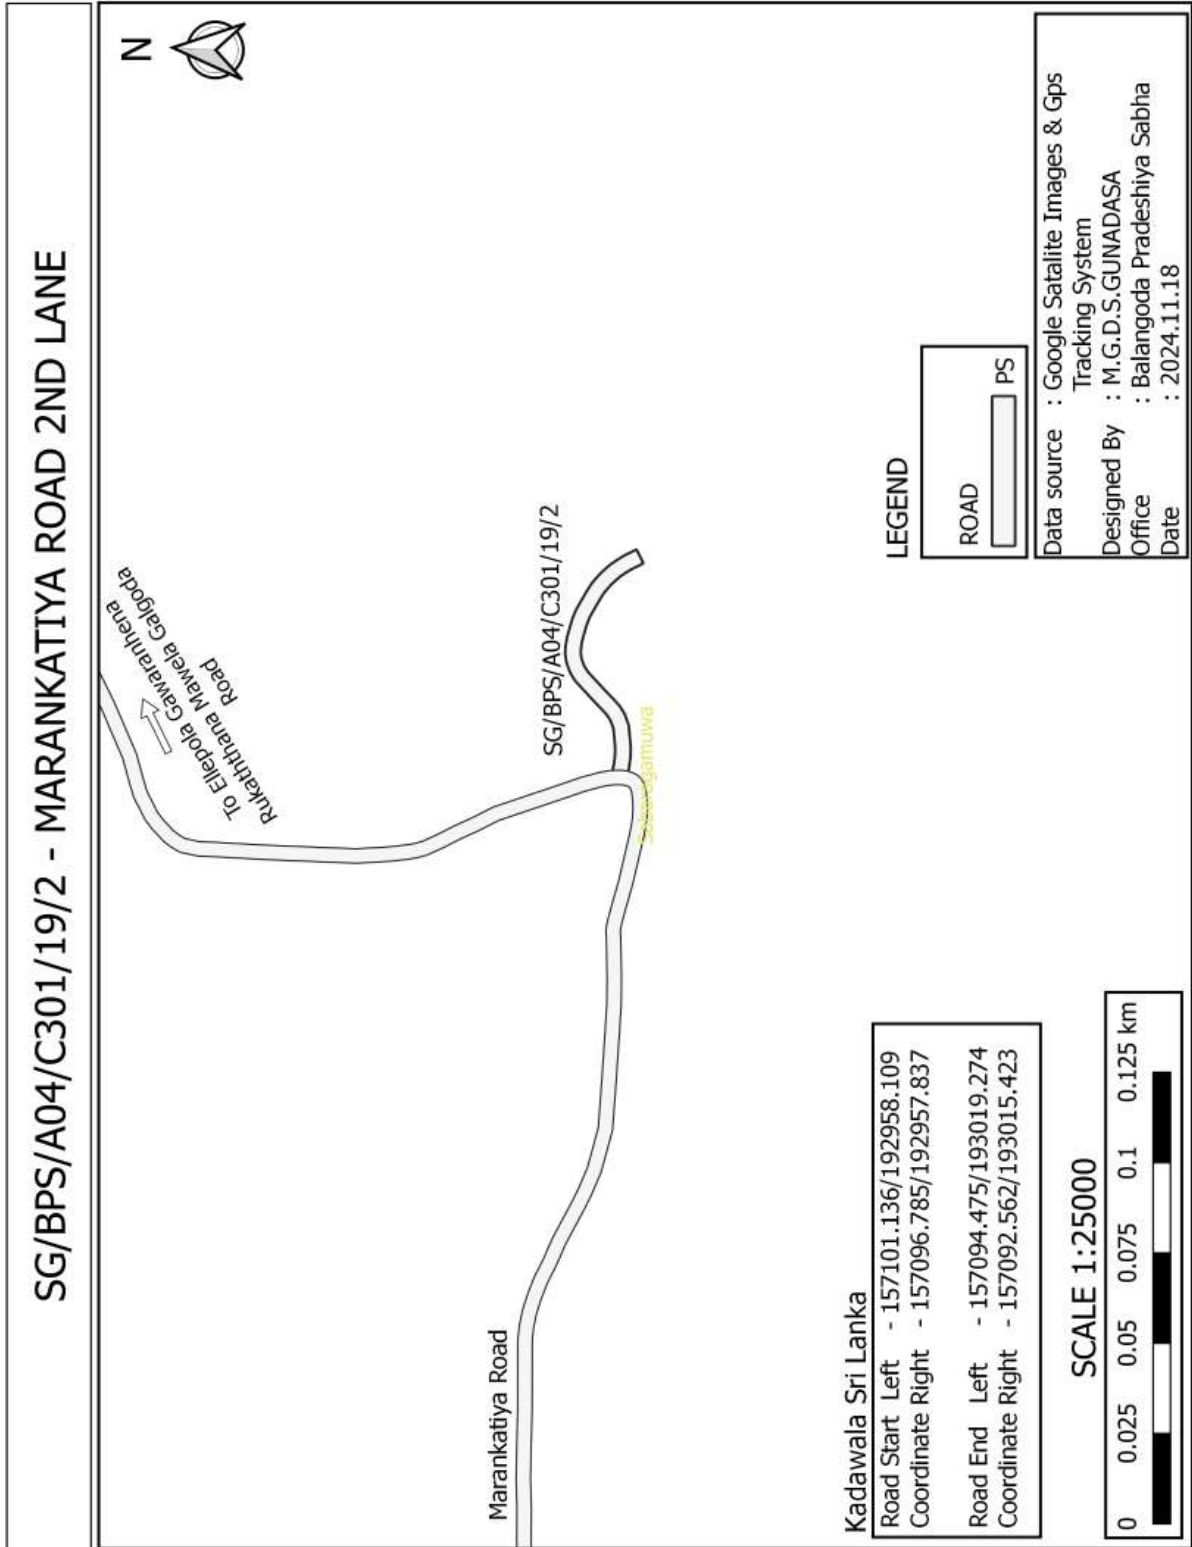 SG/BPS/A04/C301/19/2 - MARANKATIYA ROAD 2ND LANE
N
To Ellepola Gawaranhena
Rukaththana Mawela Galgoda
Road
SG/BPS/A04/C301/19/2
Sabaragamuwa
Marankatiya Road
Kadawala Sri Lanka
Road Start Left - 157101.136/192958.109
Coordinate Right - 157096.785/192957.837
Road End Left - 157094.475/193019.274
Coordinate Right - 157092.562/193015.423
SCALE 1:25000
0 0.025 0.05 0.075 0.1 0.125 km
LEGEND
ROAD
PS
Data source : Google Satalite Images & Gps
Tracking System
Designed By : M.G.D.S.GUNADASA
Office : Balangoda Pradeshiya Sabha
Date : 2024.11.18